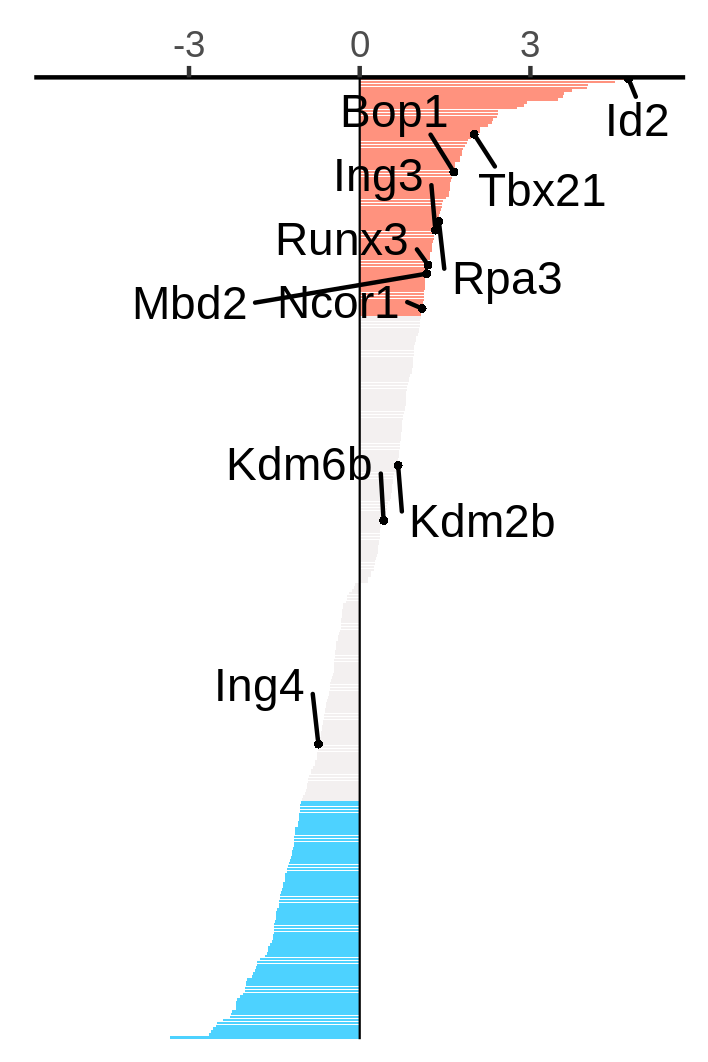 -3 0 3
Bop1
Id2
Ing3
Tbx21
Runx3
Rpa3
Mbd2
Ncor1
Kdm6b
Kdm2b
Ing4